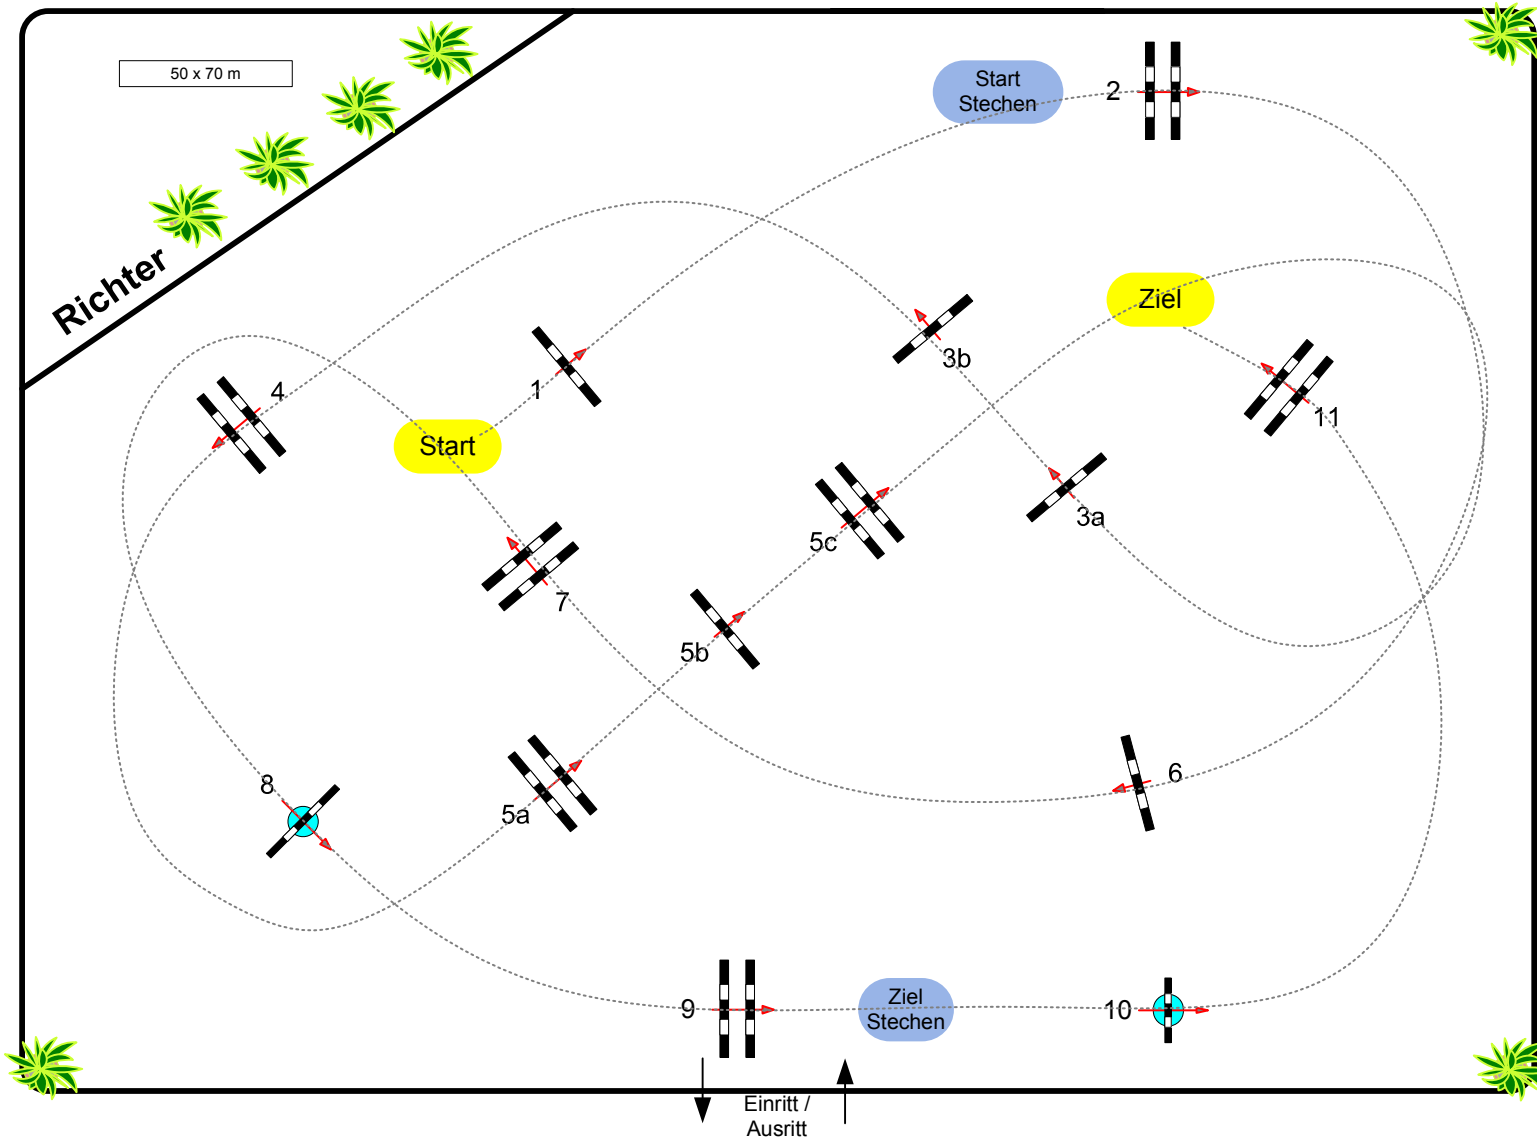 50 x 70 m
Start
Stechen
2
Richter
Ziel
3b
4
1
11
Start
3a
5c
7
5b
6
8
5a
Ziel
Stechen
9
10
Einritt /
Ausritt